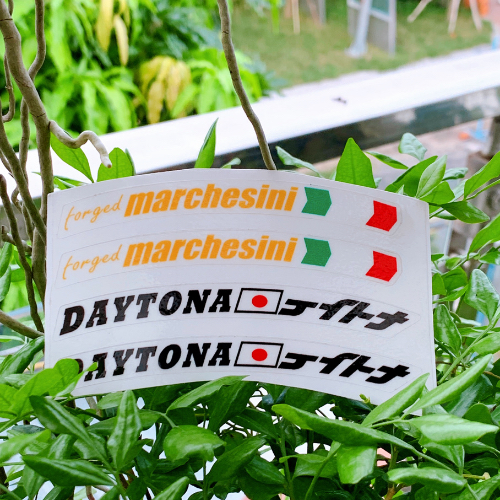 forged marchesini
forged marchesini
DAYTONA デイトナ
DAYTONA デイトナ